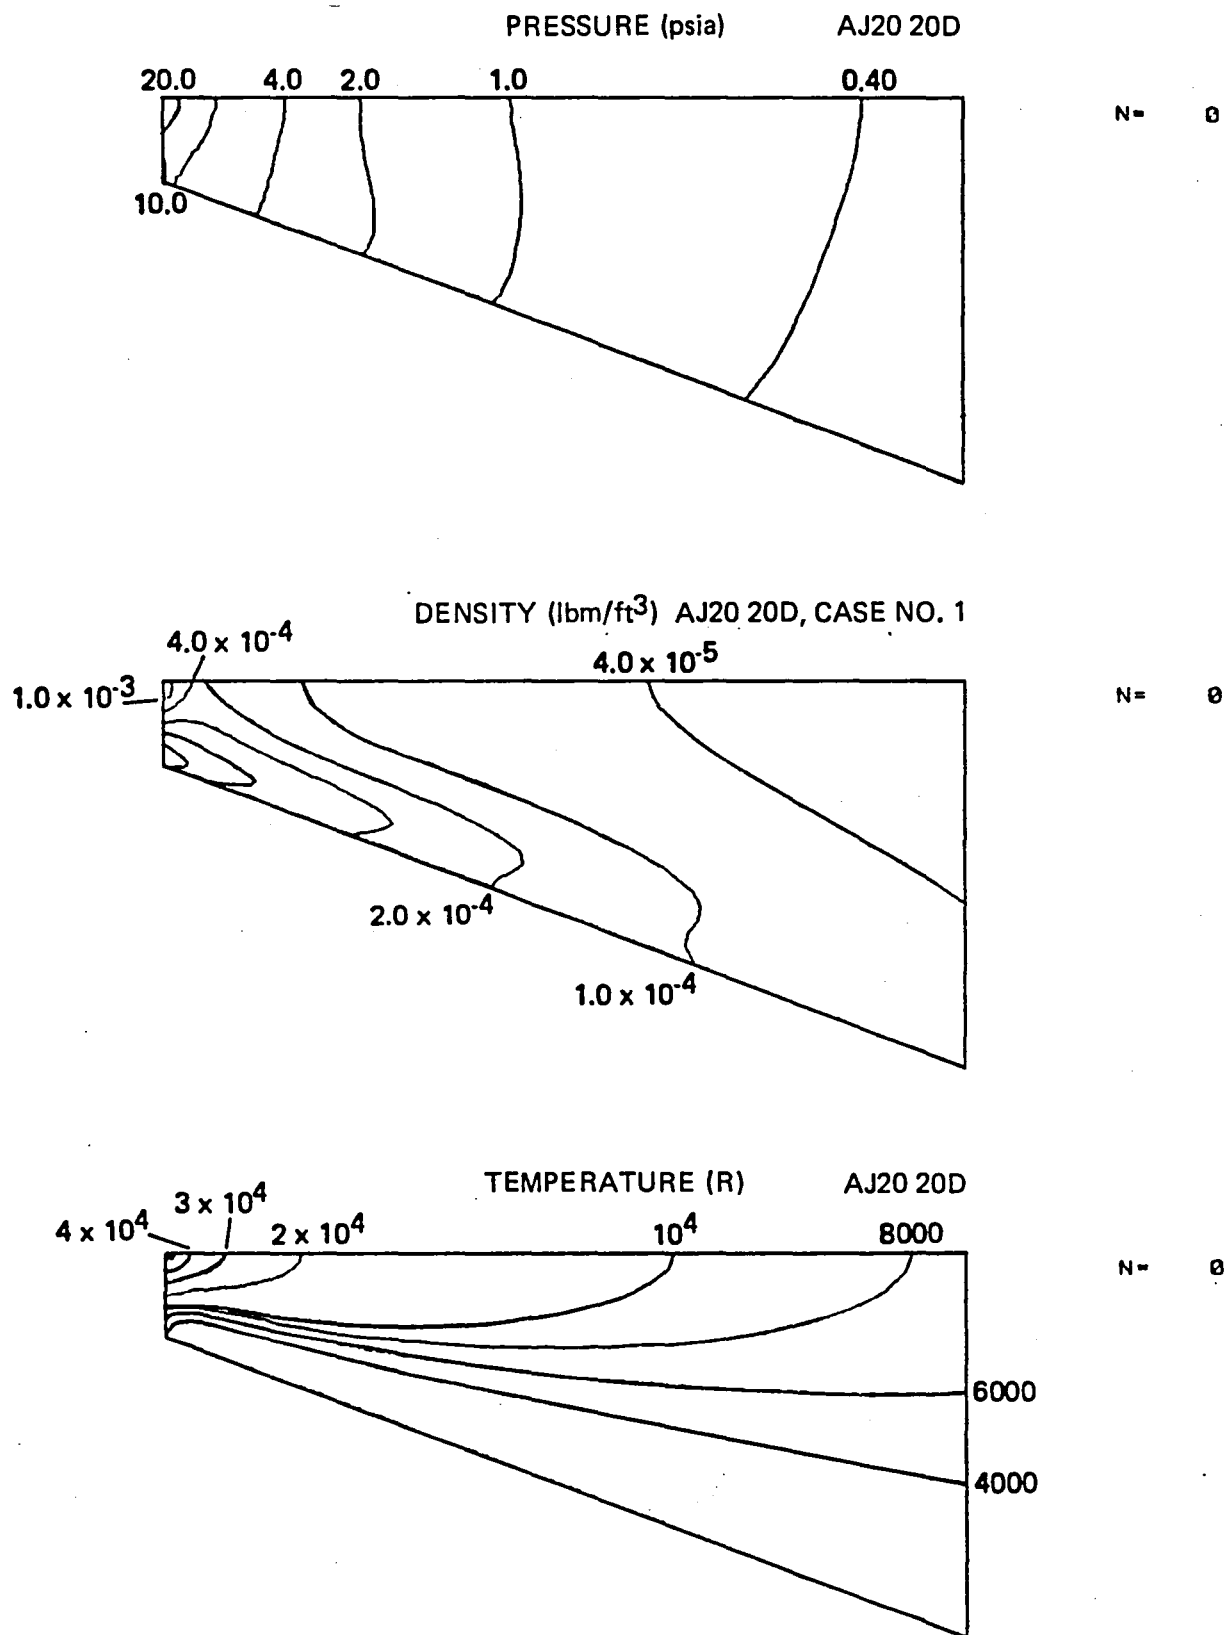 PRESSURE (psia) AJ20 20D
20.0 4.0 2.0 1.0 0.40
N= 0
10.0
DENSITY (lbm/ft³) AJ20 20D, CASE NO. 1
4.0 x 10⁻⁴
4.0 x 10⁻⁵
1.0 x 10⁻³
N= 0
2.0 x 10⁻⁴
1.0 x 10⁻⁴
TEMPERATURE (R) AJ20 20D
3 x 10⁴
4 x 10⁴ 2 x 10⁴ 10⁴ 8000
N= 0
6000
4000